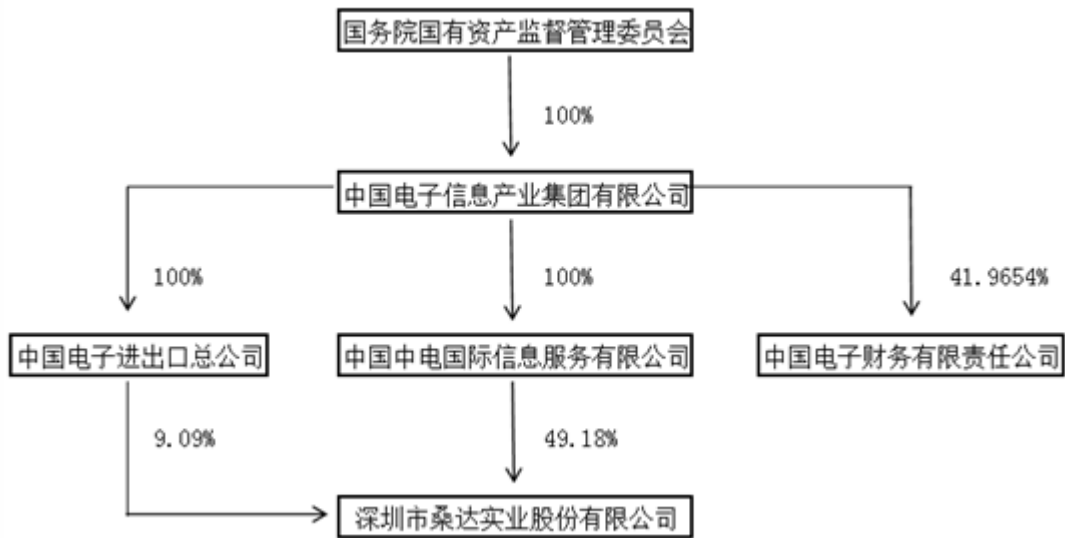 国务院国有资产监督管理委员会
100%
中国电子信息产业集团有限公司
100%
100%
41.9654%
中国电子进出口总公司
中国中电国际信息服务有限公司
中国电子财务有限责任公司
9.09%
49.18%
深圳市桑达实业股份有限公司